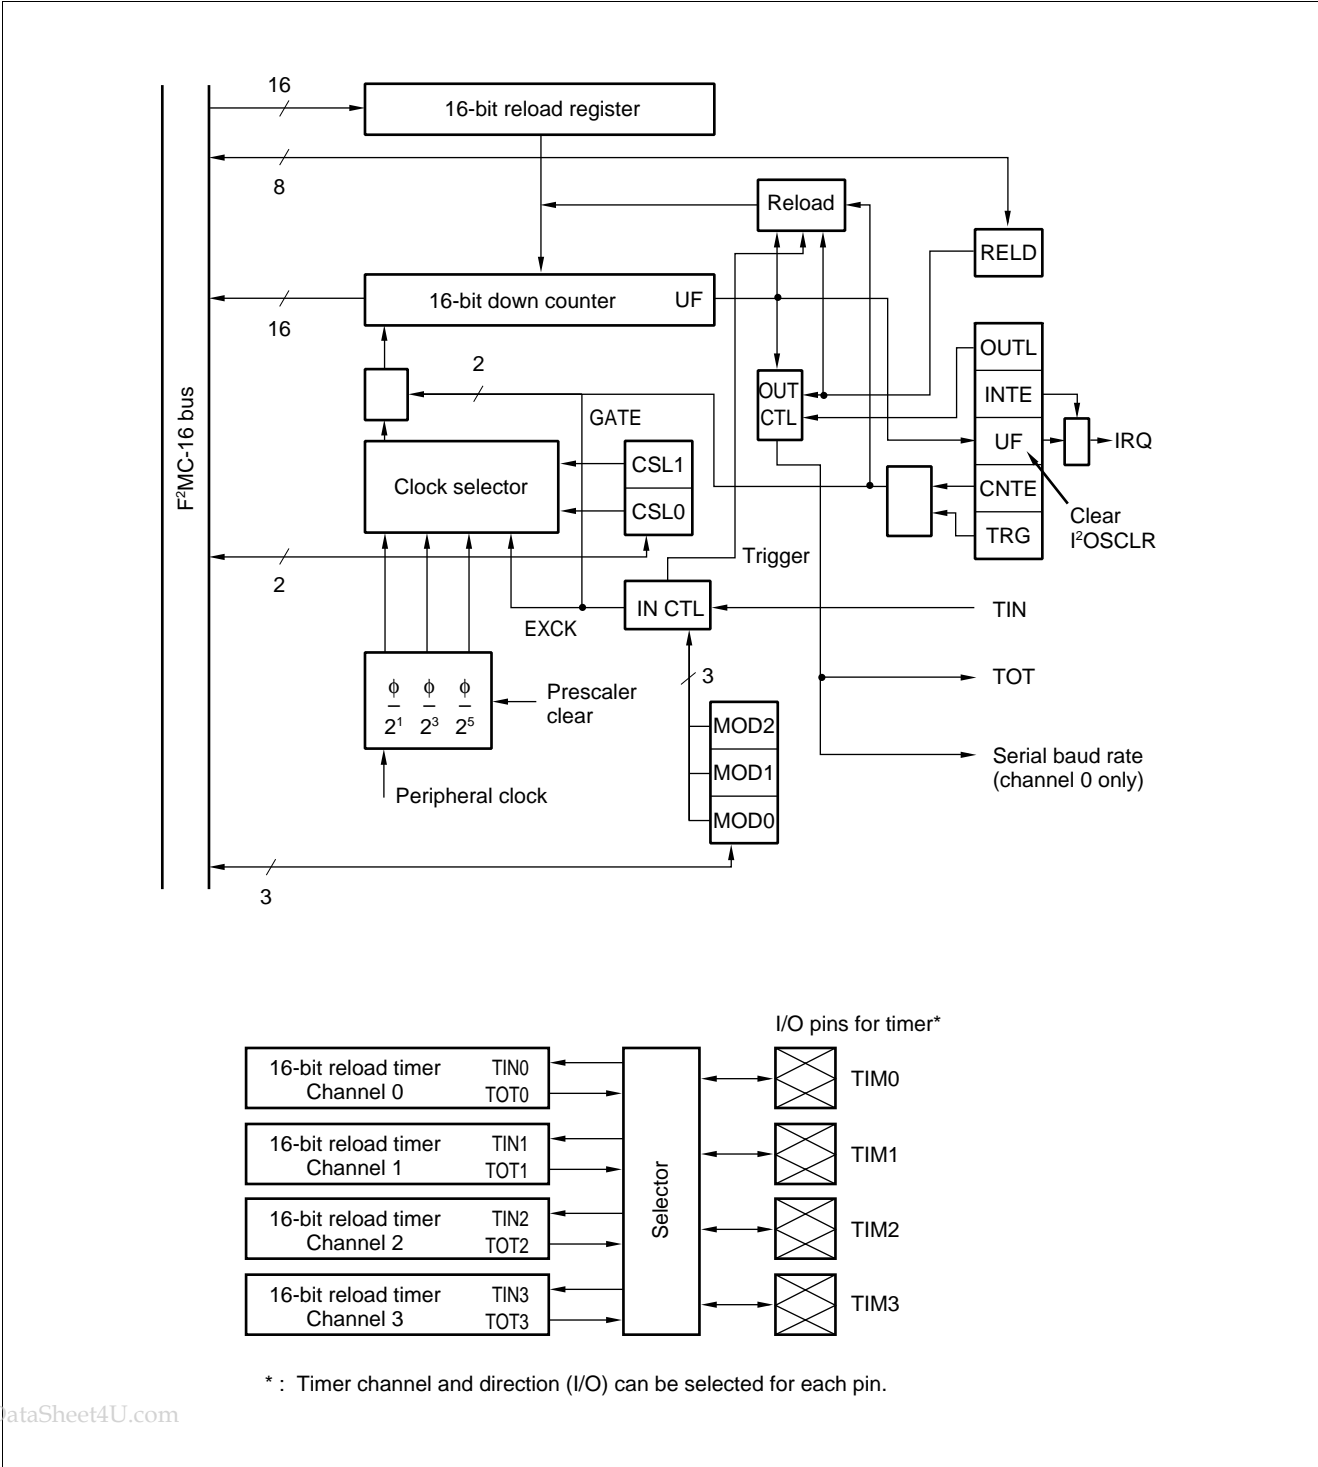 16
16-bit reload register
8
Reload
RELD
16-bit down counter UF
16
OUTL
2
INTE
OUT
CTL
GATE
F²MC-16 bus
UF
IRQ
CSL1
Clock selector
CNTE
CSL0
Clear
I²OSCLR
TRG
Trigger
2
IN CTL
TIN
EXCK
3
TOT
ϕ ϕ ϕ
2¹ 2³ 2⁵
Prescaler
clear
MOD2
Serial baud rate
(channel 0 only)
MOD1
Peripheral clock
MOD0
3
I/O pins for timer*
16-bit reload timer TIN0
Channel 0 TOT0
TIM0
16-bit reload timer TIN1
Channel 1 TOT1
TIM1
Selector
16-bit reload timer TIN2
Channel 2 TOT2
TIM2
16-bit reload timer TIN3
Channel 3 TOT3
TIM3
* : Timer channel and direction (I/O) can be selected for each pin.
ataSheet4U.com